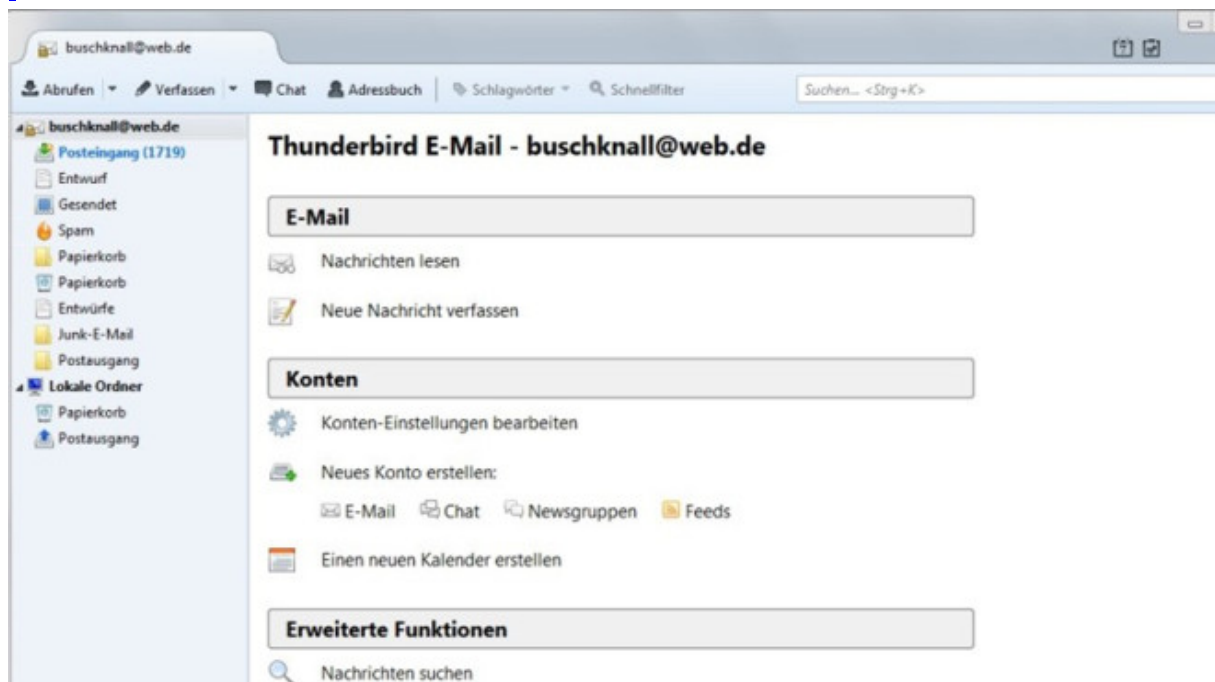 buschknall@web.de
Abrufen Verfassen Chat Adressbuch Schlagwörter Schnellfilter Suchen... <Strg+K>
buschknall@web.de
Posteingang (1719)
Entwurf
Gesendet
Spam
Papierkorb
Papierkorb
Entwürfe
Junk-E-Mail
Postausgang
Lokale Ordner
Papierkorb
Postausgang
Thunderbird E-Mail - buschknall@web.de
E-Mail
Nachrichten lesen
Neue Nachricht verfassen
Konten
Konten-Einstellungen bearbeiten
Neues Konto erstellen:
E-Mail Chat Newsgruppen Feeds
Einen neuen Kalender erstellen
Erweiterte Funktionen
Nachrichten suchen